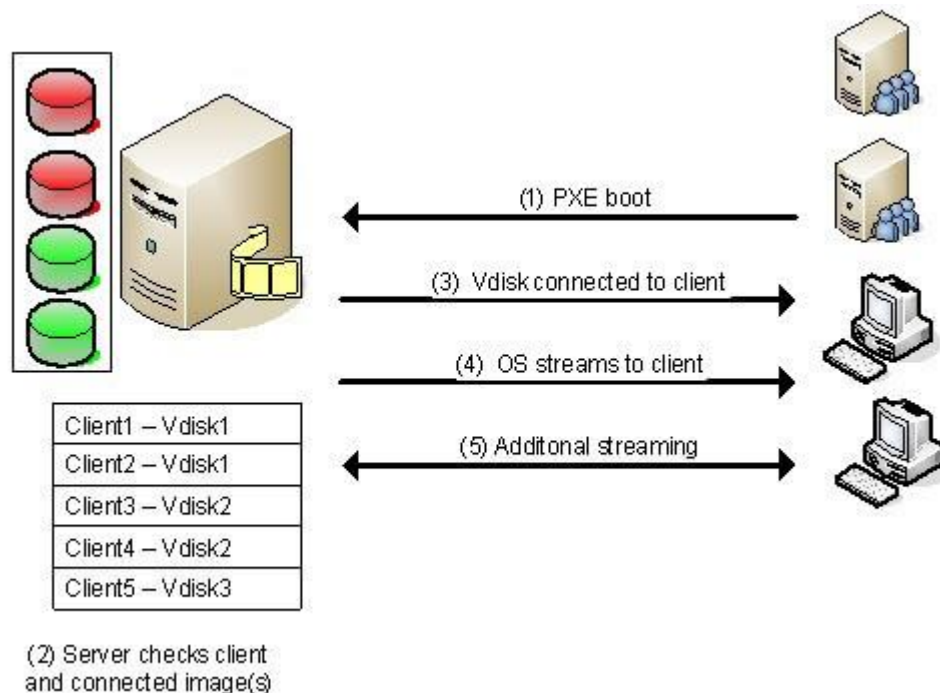 (1) PXE boot
(3) Vdisk connected to client
(4) OS streams to client
(5) Additonal streaming
Client1 – Vdisk1
Client2 – Vdisk1
Client3 – Vdisk2
Client4 – Vdisk2
Client5 – Vdisk3
(2) Server checks client
and connected image(s)